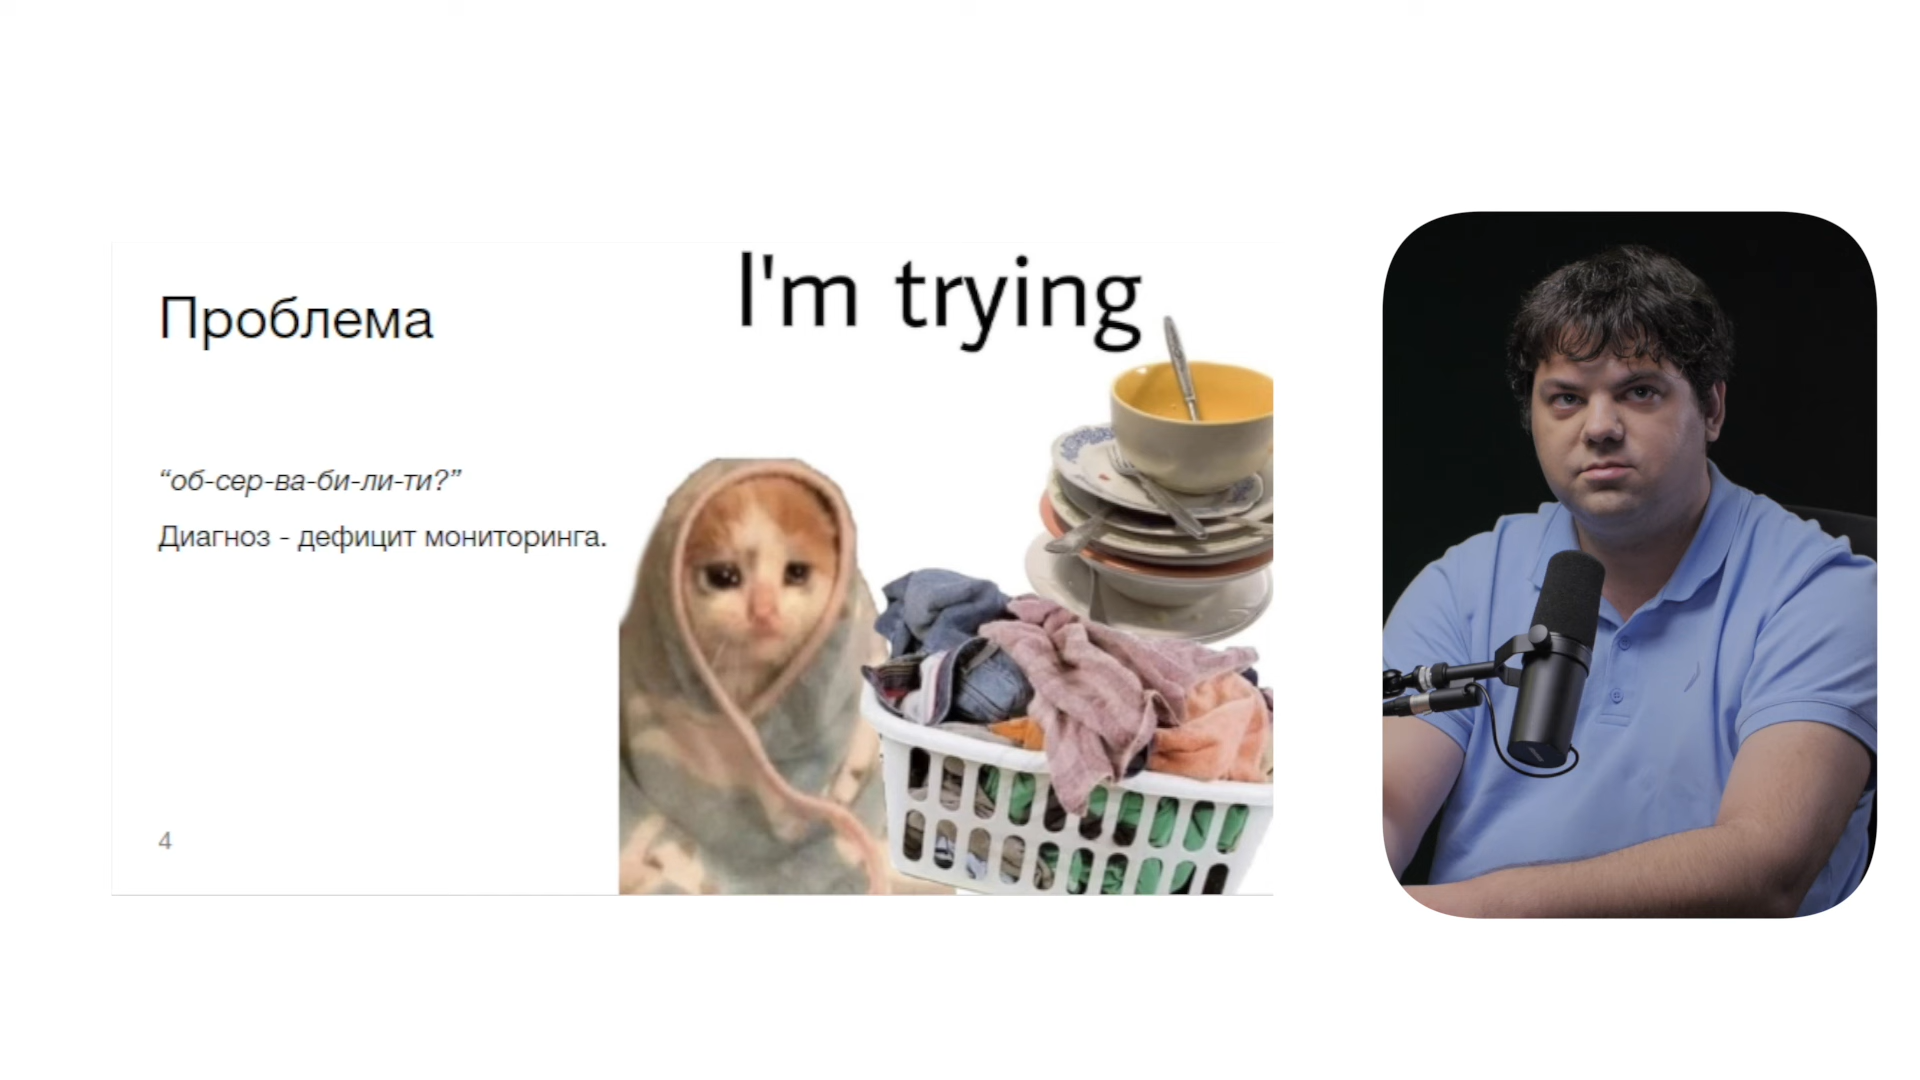 Проблема
I'm trying
“об-сер-ва-би-ли-ти?”
Диагноз - дефицит мониторинга.
4